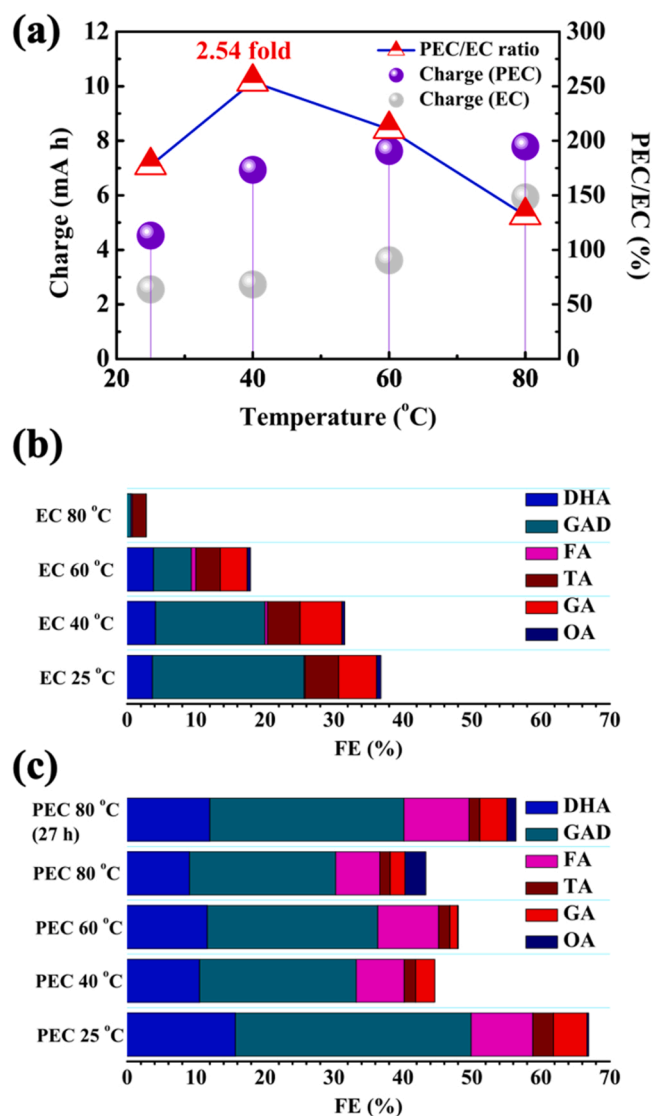 (a)
2.54 fold
PEC/EC ratio
Charge (PEC)
Charge (EC)
12
10
8
6
4
2
0
Charge (mA h)
300
250
200
150
100
50
0
PEC/EC (%)
20
40
60
80
Temperature (°C)
(b)
EC 80 °C
EC 60 °C
EC 40 °C
EC 25 °C
DHA
GAD
FA
TA
GA
OA
0 10 20 30 40 50 60 70
FE (%)
(c)
PEC 80 °C
(27 h)
PEC 80 °C
PEC 60 °C
PEC 40 °C
PEC 25 °C
DHA
GAD
FA
TA
GA
OA
0 10 20 30 40 50 60 70
FE (%)